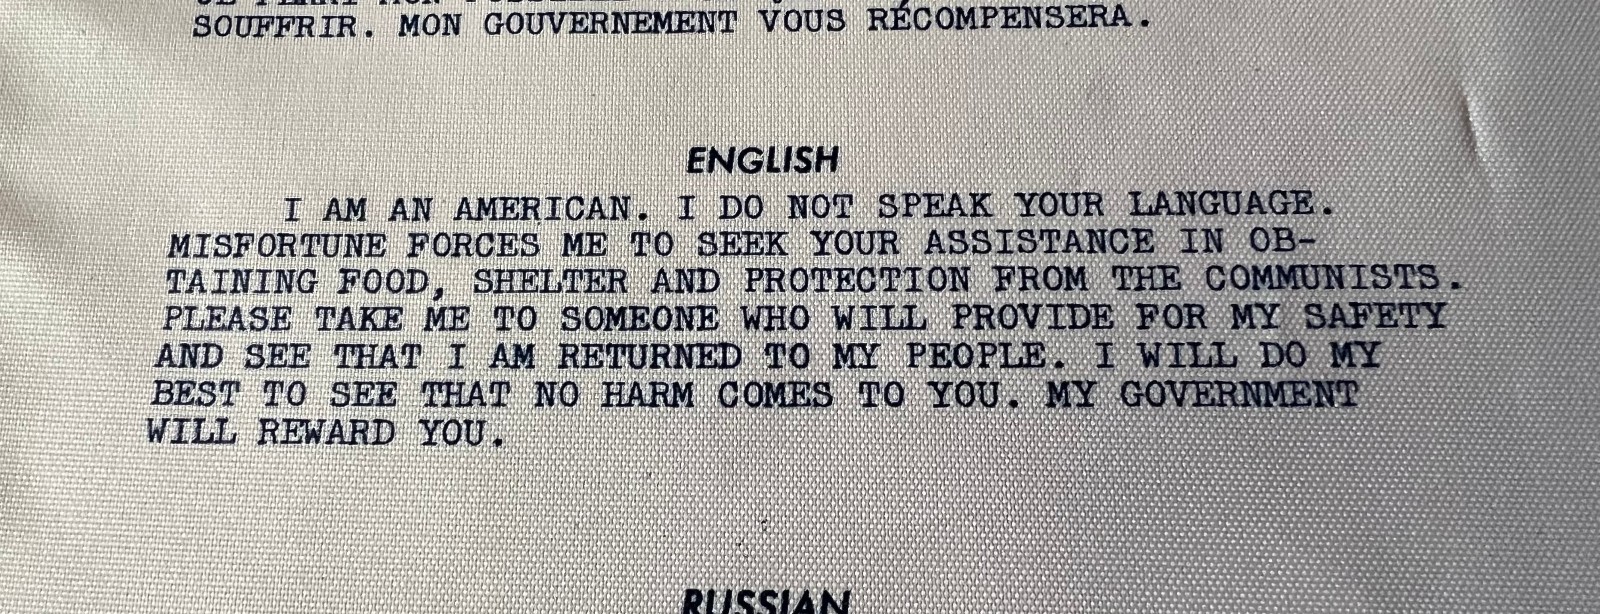 SOUFFRIR. MON GOUVERNEMENT VOUS RÉCOMPENSERA.
ENGLISH
I AM AN AMERICAN. I DO NOT SPEAK YOUR LANGUAGE.
MISFORTUNE FORCES ME TO SEEK YOUR ASSISTANCE IN OB-
TAINING FOOD, SHELTER AND PROTECTION FROM THE COMMUNISTS.
PLEASE TAKE ME TO SOMEONE WHO WILL PROVIDE FOR MY SAFETY
AND SEE THAT I AM RETURNED TO MY PEOPLE. I WILL DO MY
BEST TO SEE THAT NO HARM COMES TO YOU. MY GOVERNMENT
WILL REWARD YOU.
RUSSIAN